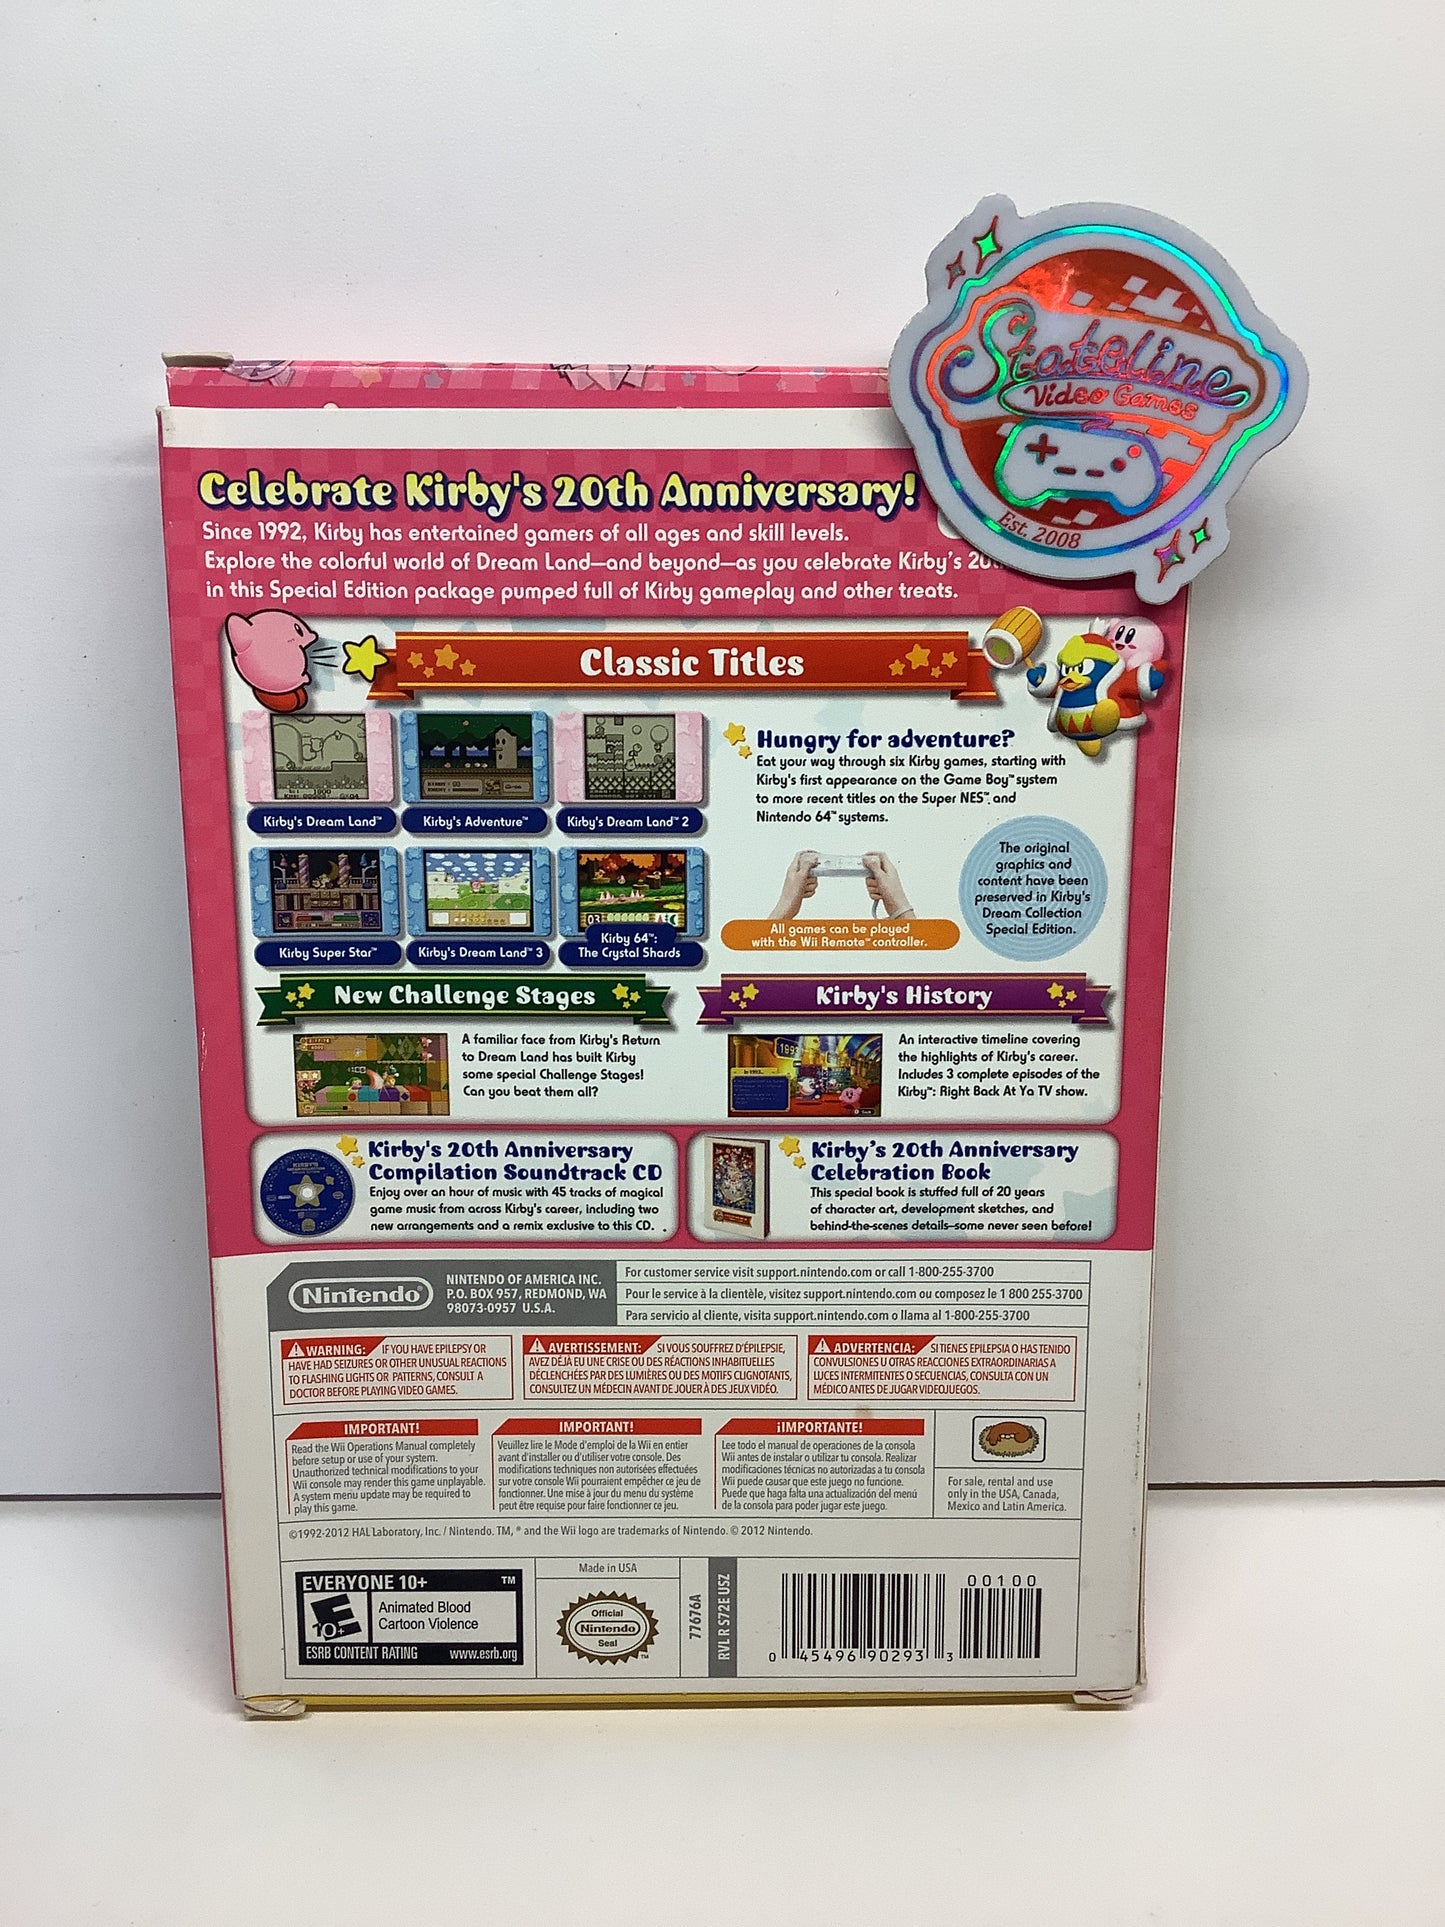 Stateline
Video Games
Est. 2008
Celebrate Kirby's 20th Anniversary!
Since 1992, Kirby has entertained gamers of all ages and skill levels.
Explore the colorful world of Dream Land—and beyond—as you celebrate Kirby's
in this Special Edition package pumped full of Kirby gameplay and other treats.
Classic Titles
Kirby's Dream Land™
Kirby's Adventure™
Kirby's Dream Land™ 2
Kirby Super Star™
Kirby's Dream Land™ 3
Kirby 64™:
The Crystal Shards
Hungry for adventure?
Eat your way through six Kirby games, starting with
Kirby's first appearance on the Game Boy™ system
to more recent titles on the Super NES™ and
Nintendo 64™ systems.
All games can be played
with the Wii Remote™ controller.
The original
graphics and
content have been
preserved in Kirby's
Dream Collection
Special Edition.
New Challenge Stages
A familiar face from Kirby's Return
to Dream Land has built Kirby
some special Challenge Stages!
Can you beat them all?
Kirby's History
An interactive timeline covering
the highlights of Kirby's career.
Includes 3 complete episodes of the
Kirby™: Right Back At Ya TV show.
Kirby's 20th Anniversary
Compilation Soundtrack CD
Enjoy over an hour of music with 45 tracks of magical
game music from across Kirby's career, including two
new arrangements and a remix exclusive to this CD.
Kirby's 20th Anniversary
Celebration Book
This special book is stuffed full of 20 years
of character art, development sketches, and
behind-the-scenes details—some never seen before!
Nintendo
NINTENDO OF AMERICA INC.
P.O. BOX 957, REDMOND, WA
98073-0957 U.S.A.
For customer service visit support.nintendo.com or call 1-800-255-3700
Pour le service à la clientèle, visitez support.nintendo.com ou composez le 1 800 255-3700
Para servicio al cliente, visita support.nintendo.com o llama al 1-800-255-3700
WARNING: IF YOU HAVE EPILEPSY OR
HAVE HAD SEIZURES OR OTHER UNUSUAL REACTIONS
TO FLASHING LIGHTS OR PATTERNS, CONSULT A
DOCTOR BEFORE PLAYING VIDEO GAMES.
AVERTISSEMENT: SI VOUS SOUFFREZ D'ÉPILEPSIE,
AVEZ DÉJÀ EU UNE CRISE OU DES RÉACTIONS INHABITUELLES
DÉCLENCHÉES PAR DES LUMIÈRES OU DES MOTIFS CLIGNOTANTS,
CONSULTEZ UN MÉDECIN AVANT DE JOUER À DES JEUX VIDÉO.
ADVERTENCIA: SI TIENES EPILEPSIA O HAS TENIDO
CONVULSIONES U OTRAS REACCIONES EXTRAORDINARIAS A
LUCES INTERMITENTES O SECUENCIAS, CONSULTA CON UN
MÉDICO ANTES DE JUGAR VIDEOJUEGOS.
IMPORTANT!
Read the Wii Operations Manual completely
before setup or use of your system.
Unauthorized technical modifications to your
Wii console may render this game unplayable.
A system menu update may be required to
play this game.
IMPORTANT!
Veuillez lire le Mode d'emploi de la Wii en entier
avant d'installer ou d'utiliser votre console. Des
modifications techniques non autorisées effectuées
sur votre console Wii pourraient empêcher ce jeu de
fonctionner. Une mise à jour du menu du système
peut être requise pour faire fonctionner ce jeu.
¡IMPORTANTE!
Lee todo el manual de operaciones de la consola
Wii antes de instalar o utilizar tu consola. Realizar
modificaciones técnicas no autorizadas a tu consola
Wii puede causar que este juego no funcione.
Puede que haga falta una actualización del menú
de la consola para poder jugar este juego.
For sale, rental and use
only in the USA, Canada,
Mexico and Latin America.
©1992-2012 HAL Laboratory, Inc. / Nintendo. TM, ® and the Wii logo are trademarks of Nintendo. © 2012 Nintendo.
EVERYONE 10+ ™
E
10+
Animated Blood
Cartoon Violence
ESRB CONTENT RATING www.esrb.org
Made in USA
Official
Nintendo
Seal
™
77676A
RVL R S72E USZ
00100
0 45496 90293 3